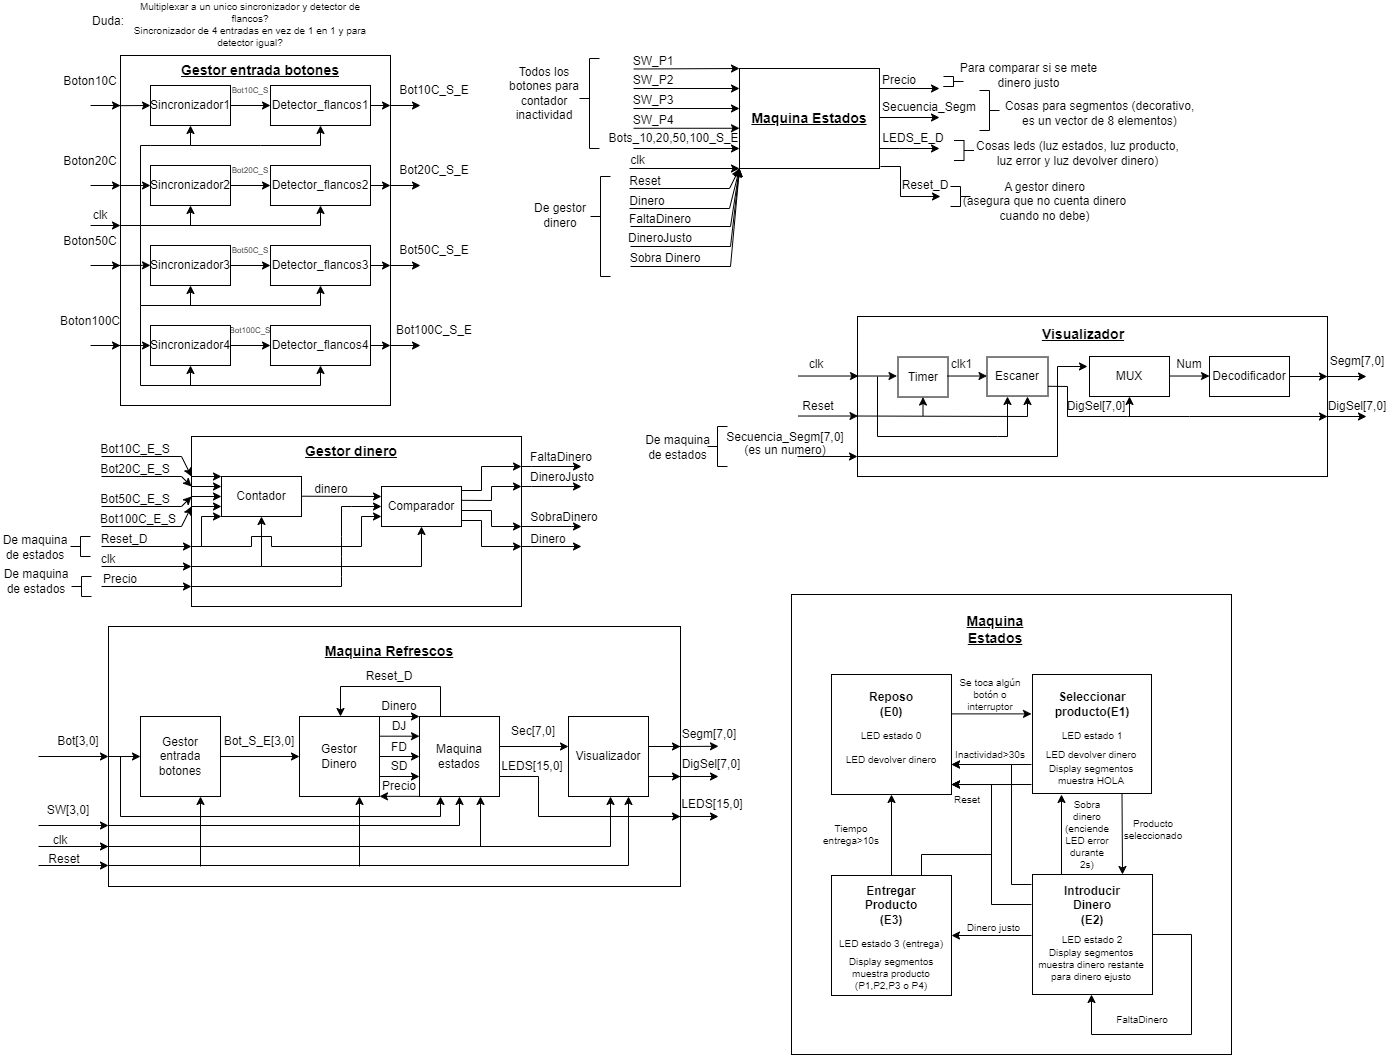 Duda:
Multiplexar a un unico sincronizador y detector de
flancos?
Sincronizador de 4 entradas en vez de 1 en 1 y para
detector igual?
Gestor entrada botones
Boton10C
Sincronizador1
Bot10C_S
Detector_flancos1
Bot10C_S_E
Boton20C
Sincronizador2
Bot20C_S
Detector_flancos2
Bot20C_S_E
clk
Boton50C
Sincronizador3
Bot50C_S
Detector_flancos3
Bot50C_S_E
Boton100C
Sincronizador4
Bot100C_S
Detector_flancos4
Bot100C_S_E
Todos los
botones para
contador
inactividad
SW_P1
SW_P2
SW_P3
SW_P4
Bots_10,20,50,100_S_E
clk
De gestor
dinero
Reset
Dinero
FaltaDinero
DineroJusto
Sobra Dinero
Maquina Estados
Precio
Para comparar si se mete
dinero justo
Secuencia_Segm
Cosas para segmentos (decorativo,
es un vector de 8 elementos)
LEDS_E_D
Cosas leds (luz estados, luz producto,
luz error y luz devolver dinero)
Reset_D
A gestor dinero
(asegura que no cuenta dinero
cuando no debe)
Visualizador
clk
Timer
clk1
Escaner
MUX
Num
Decodificador
Segm[7,0]
Reset
DigSel[7,0]
DigSel[7,0]
De maquina
de estados
Secuencia_Segm[7,0]
(es un numero)
Gestor dinero
Bot10C_E_S
Bot20C_E_S
Bot50C_E_S
Bot100C_E_S
De maquina
de estados
Reset_D
clk
De maquina
de estados
Precio
Contador
dinero
Comparador
FaltaDinero
DineroJusto
SobraDinero
Dinero
Maquina Refrescos
Reset_D
Bot[3,0]
Gestor
entrada
botones
Bot_S_E[3,0]
Gestor
Dinero
Dinero
DJ
FD
SD
Precio
Maquina
estados
Sec[7,0]
LEDS[15,0]
Visualizador
Segm[7,0]
DigSel[7,0]
LEDS[15,0]
SW[3,0]
clk
Reset
Maquina
Estados
Reposo
(E0)
LED estado 0
LED devolver dinero
Se toca algún
botón o
interruptor
Seleccionar
producto(E1)
LED estado 1
LED devolver dinero
Display segmentos
muestra HOLA
Inactividad>30s
Reset
Tiempo
entrega>10s
Sobra
dinero
(enciende
LED error
durante
2s)
Producto
seleccionado
Entregar
Producto
(E3)
LED estado 3 (entrega)
Display segmentos
muestra producto
(P1,P2,P3 o P4)
Dinero justo
Introducir
Dinero
(E2)
LED estado 2
Display segmentos
muestra dinero restante
para dinero ejusto
FaltaDinero